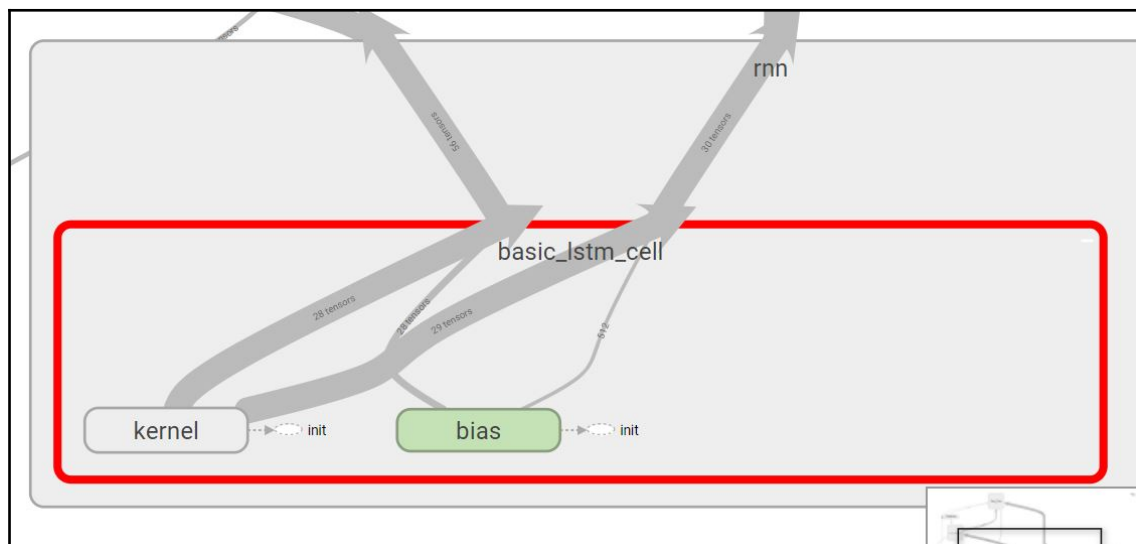 rnn
56 tensors
30 tensors
basic_lstm_cell
28 tensors
28 tensors
29 tensors
512
kernel
init
bias
init